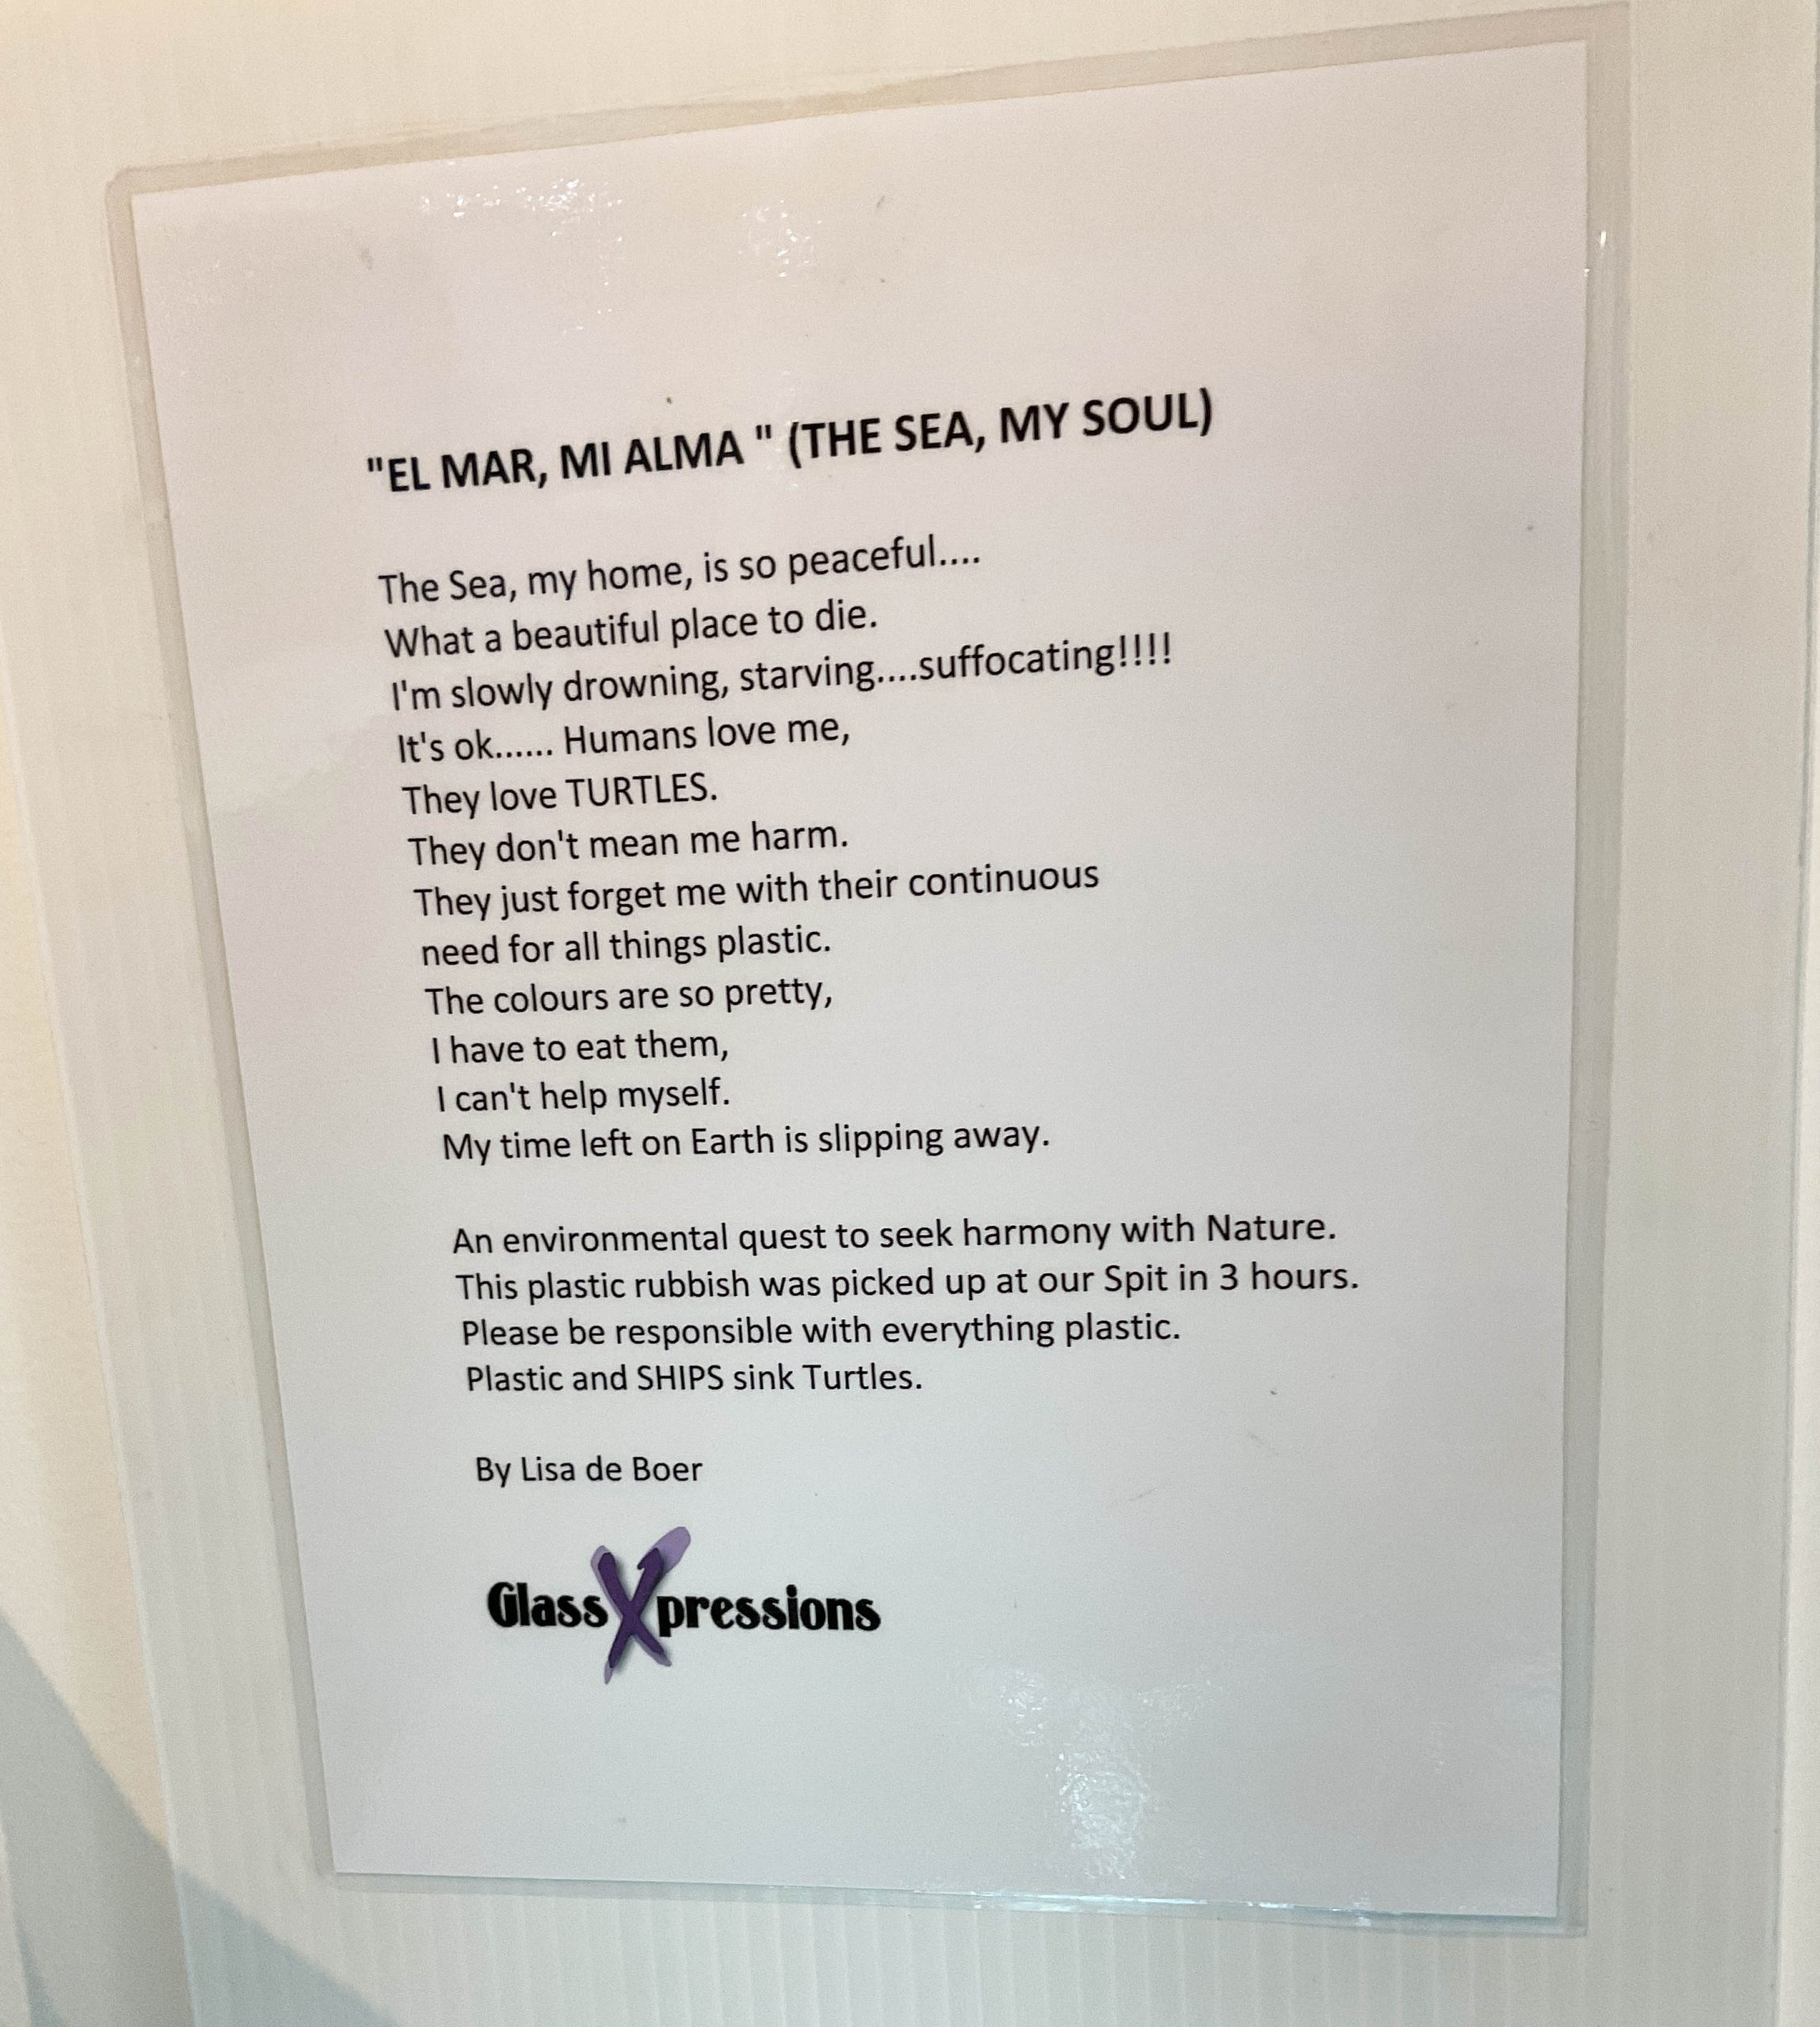 "EL MAR, MI ALMA " (THE SEA, MY SOUL)
The Sea, my home, is so peaceful....
What a beautiful place to die.
I'm slowly drowning, starving....suffocating!!!!
It's ok...... Humans love me,
They love TURTLES.
They don't mean me harm.
They just forget me with their continuous
need for all things plastic.
The colours are so pretty,
I have to eat them,
I can't help myself.
My time left on Earth is slipping away.
An environmental quest to seek harmony with Nature.
This plastic rubbish was picked up at our Spit in 3 hours.
Please be responsible with everything plastic.
Plastic and SHIPS sink Turtles.
By Lisa de Boer
GlassXpressions